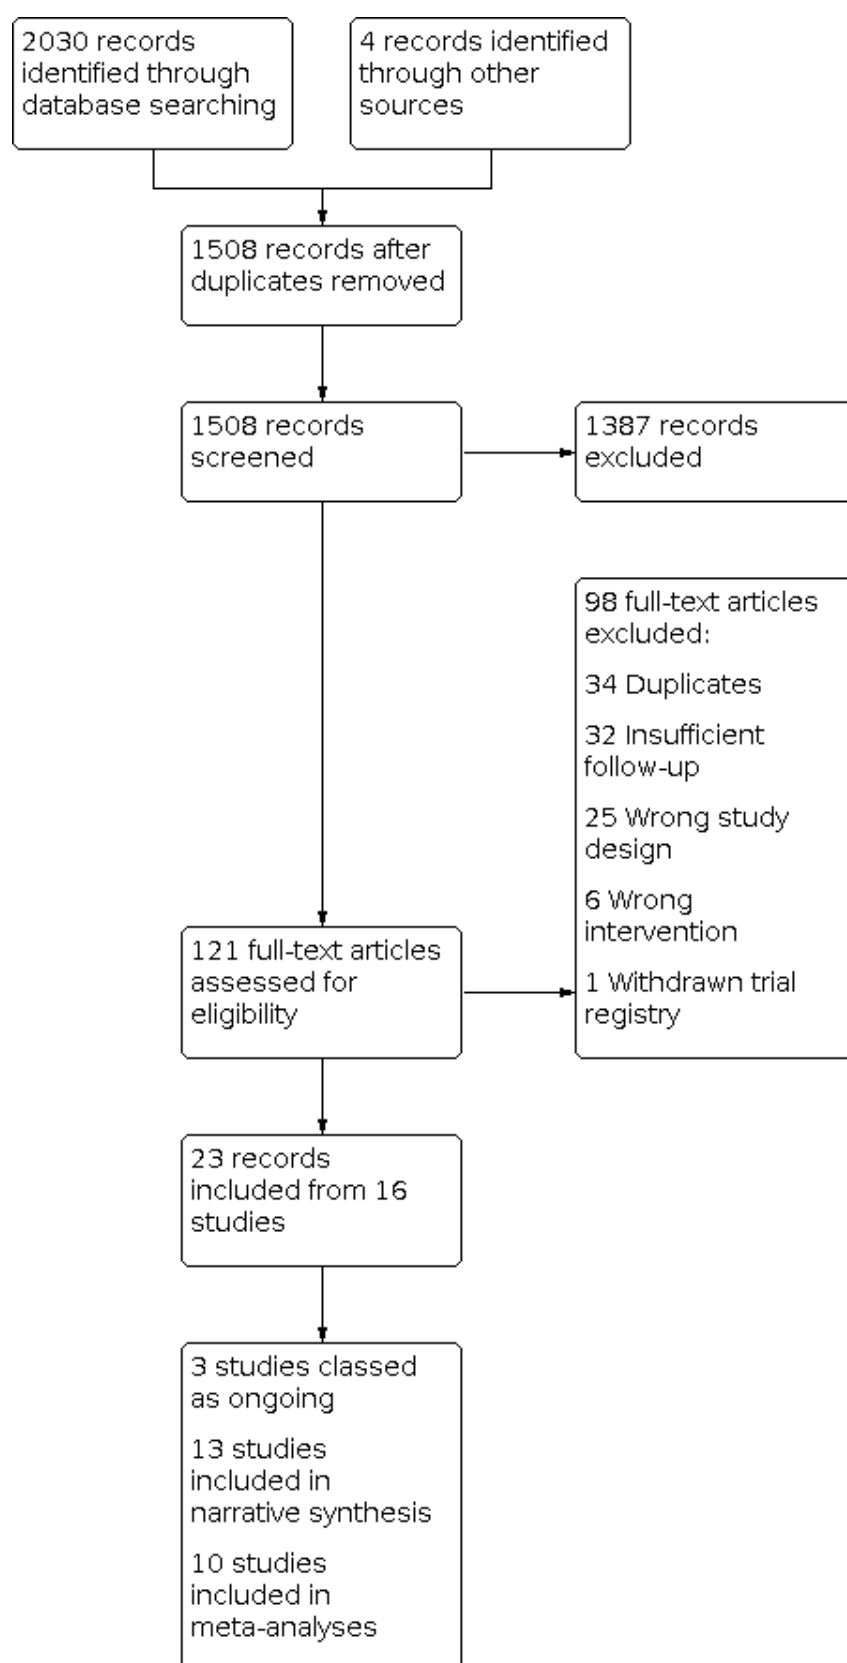 2030 records
identified through
database searching
4 records identified
through other
sources
1508 records after
duplicates removed
1508 records
screened
1387 records
excluded
98 full-text articles
excluded:
34 Duplicates
32 Insufficient
follow-up
25 Wrong study
design
6 Wrong
intervention
1 Withdrawn trial
registry
121 full-text articles
assessed for
eligibility
23 records
included from 16
studies
3 studies classed
as ongoing
13 studies
included in
narrative synthesis
10 studies
included in
meta-analyses